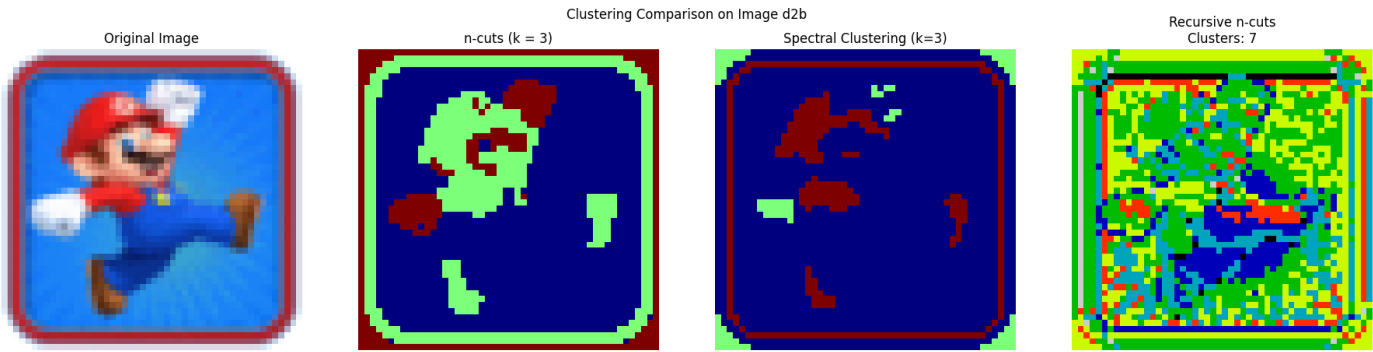 Clustering Comparison on Image d2b
Original Image
n-cuts (k = 3)
Spectral Clustering (k=3)
Recursive n-cuts
Clusters: 7